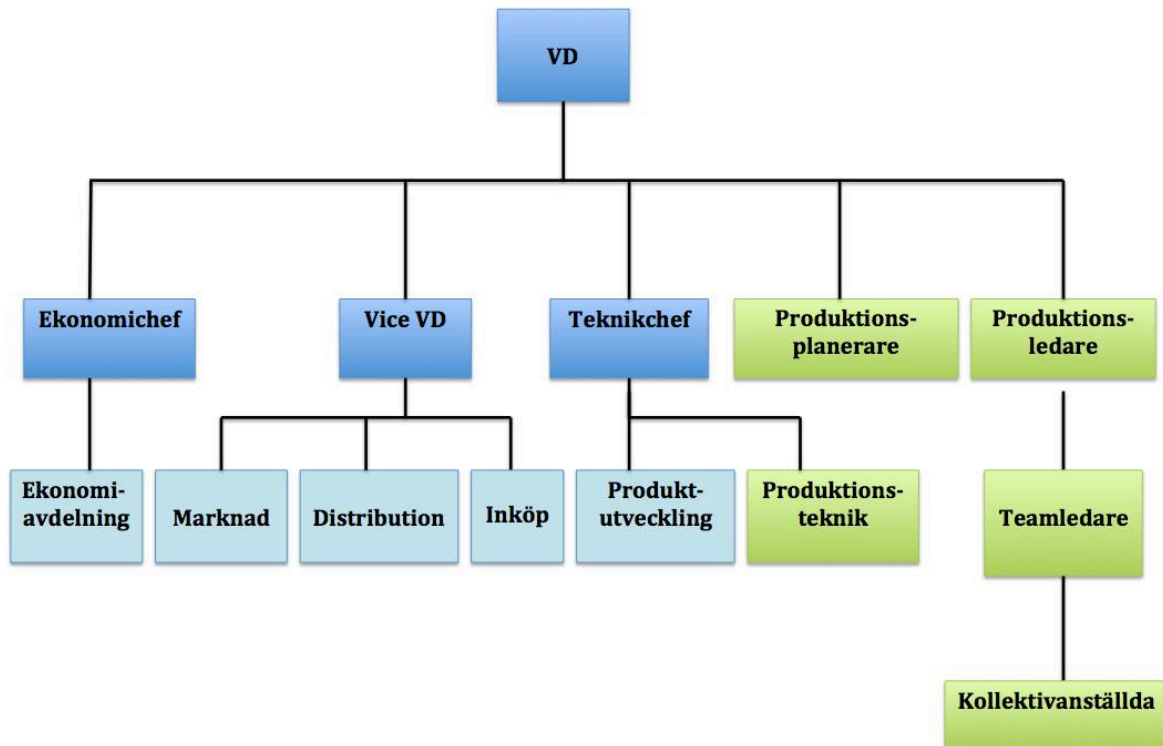 VD
Ekonomichef
Vice VD
Teknikchef
Produktions-
planerare
Produktions-
ledare
Ekonomi-
avdelning
Marknad
Distribution
Inköp
Produkt-
utveckling
Produktions-
teknik
Teamledare
Kollektivanställda